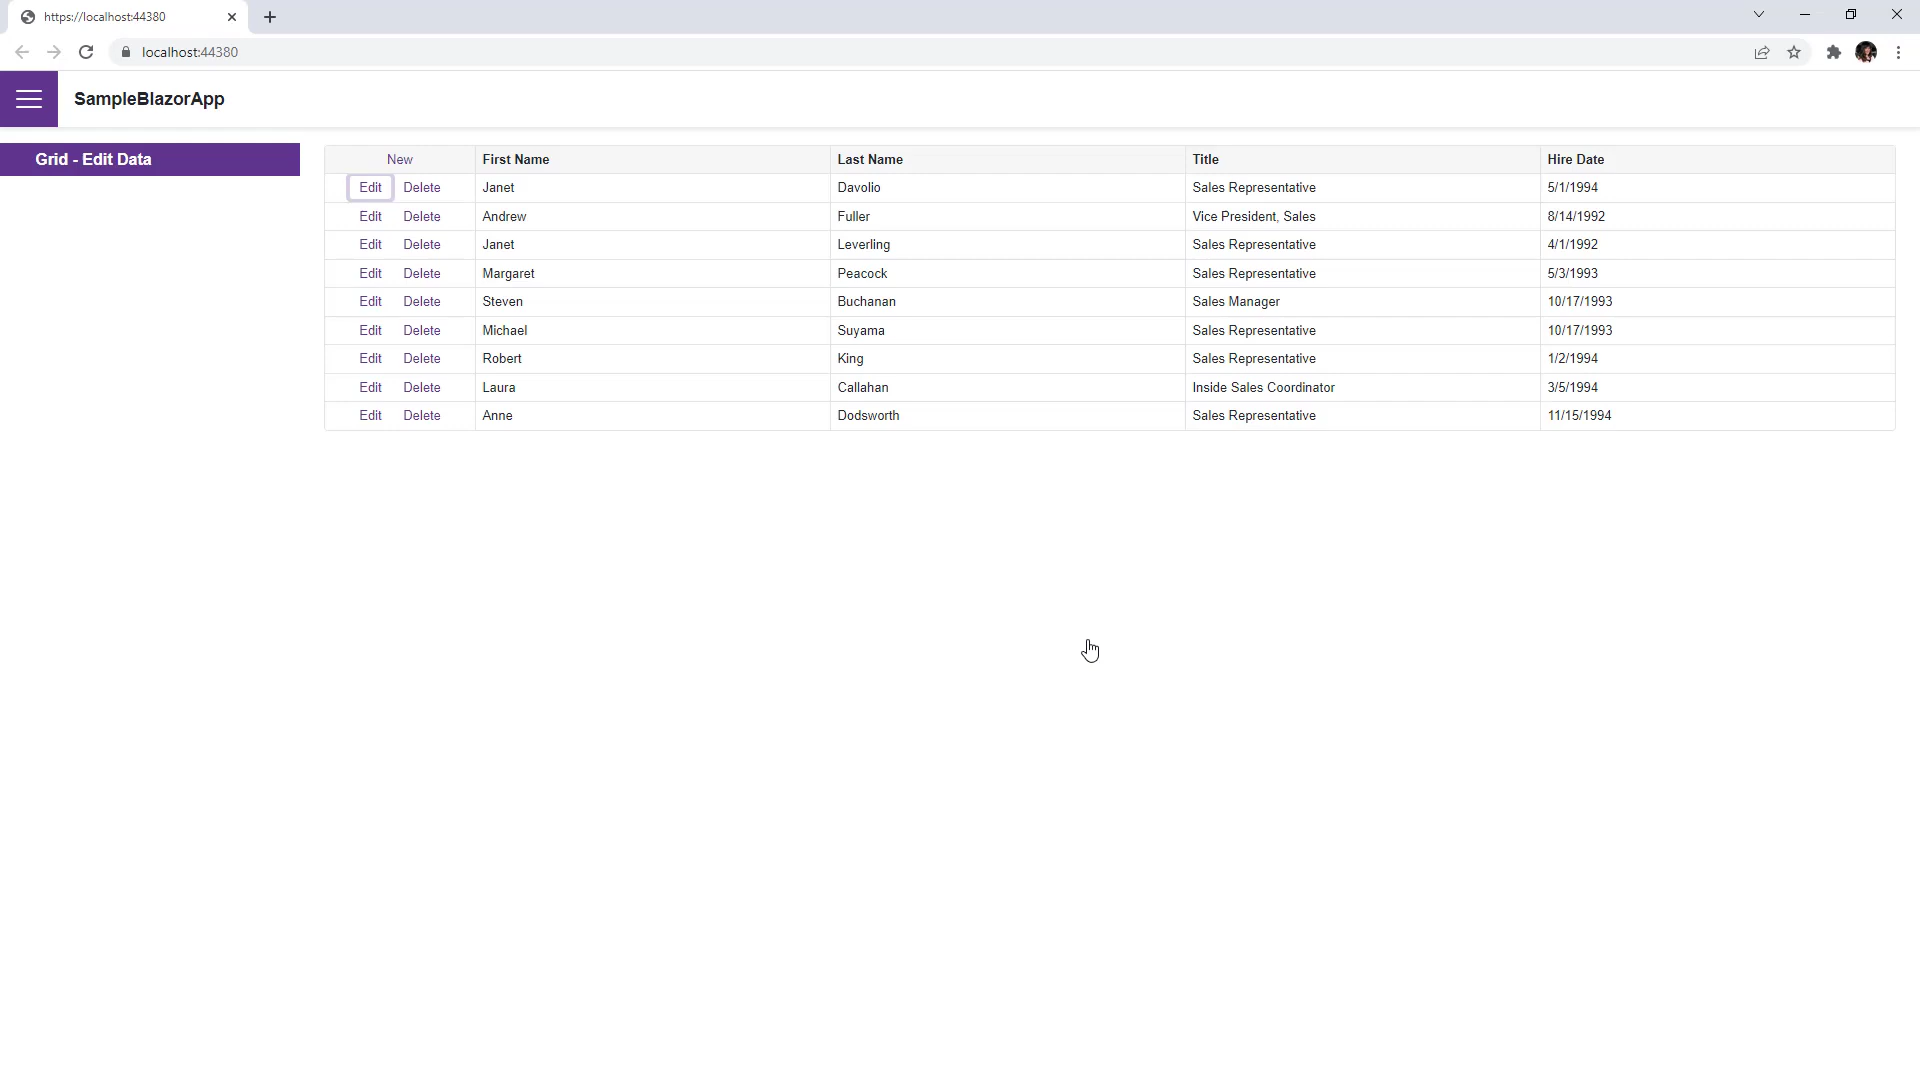 https://localhost:44380
localhost:44380
SampleBlazorApp
Grid - Edit Data
New First Name Last Name Title Hire Date
Edit Delete Janet Davolio Sales Representative 5/1/1994
Edit Delete Andrew Fuller Vice President, Sales 8/14/1992
Edit Delete Janet Leverling Sales Representative 4/1/1992
Edit Delete Margaret Peacock Sales Representative 5/3/1993
Edit Delete Steven Buchanan Sales Manager 10/17/1993
Edit Delete Michael Suyama Sales Representative 10/17/1993
Edit Delete Robert King Sales Representative 1/2/1994
Edit Delete Laura Callahan Inside Sales Coordinator 3/5/1994
Edit Delete Anne Dodsworth Sales Representative 11/15/1994